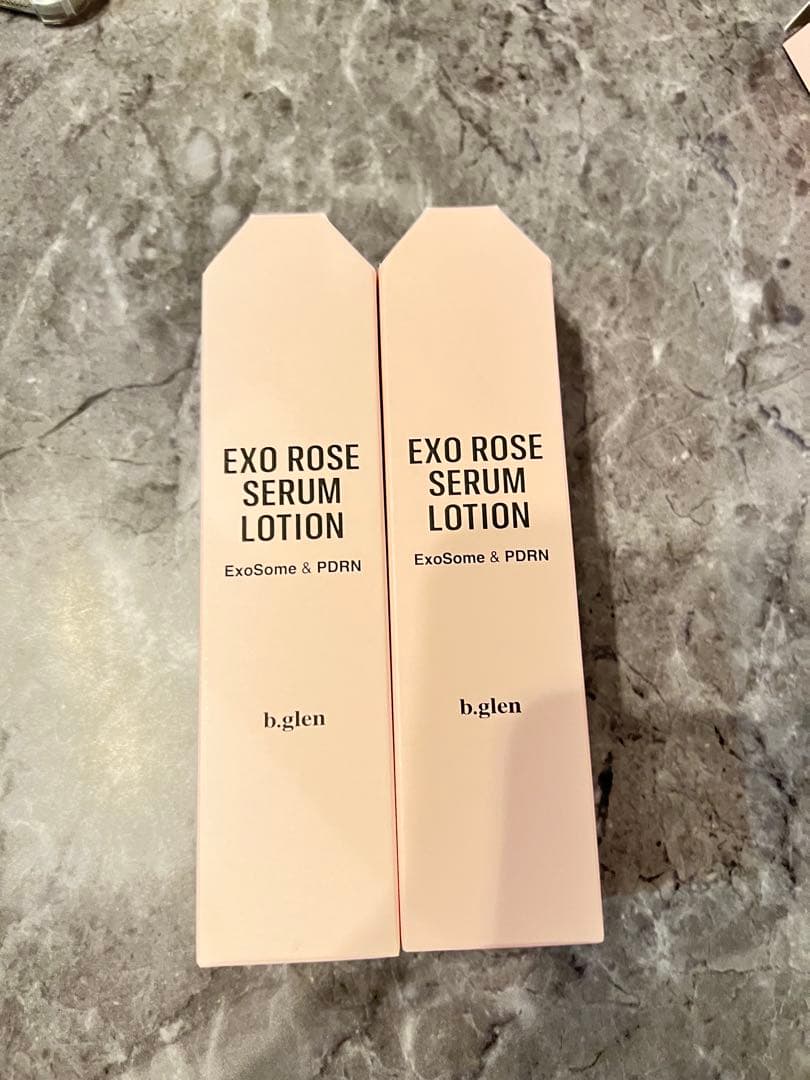 EXO ROSE
SERUM
LOTION
ExoSome & PDRN
b.glen
EXO ROSE
SERUM
LOTION
ExoSome & PDRN
b.glen